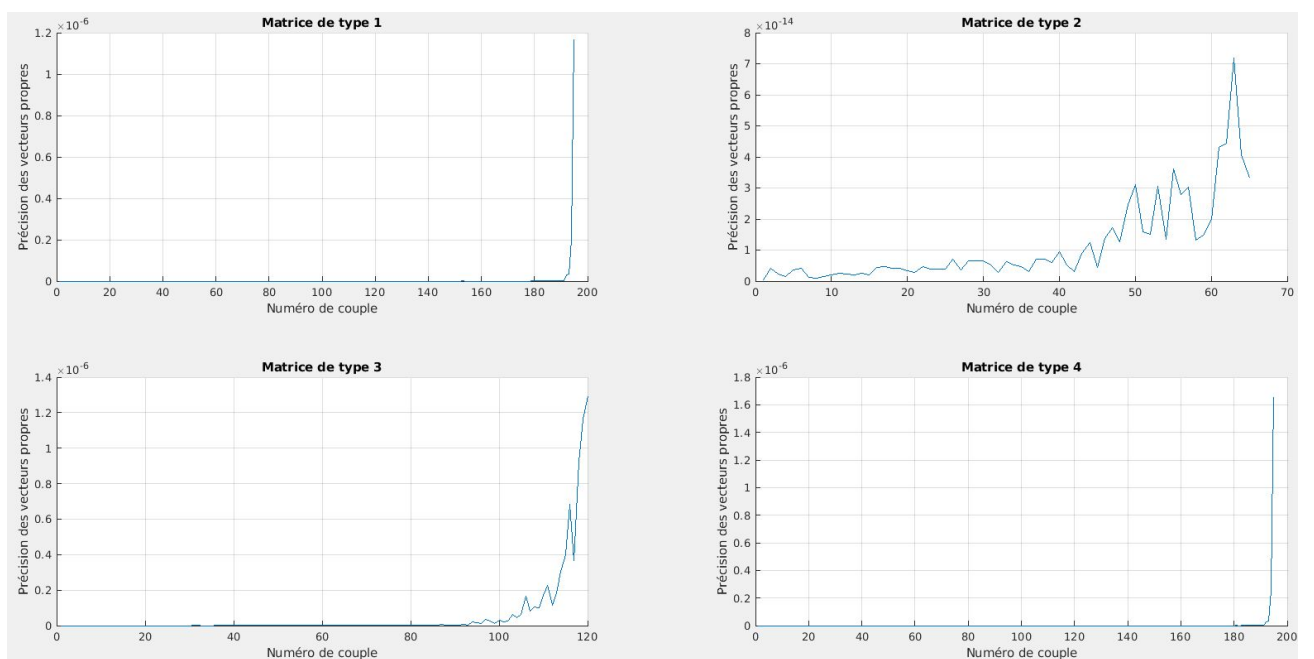 Matrice de type 1
×10-6
1.2
1
0.8
0.6
0.4
0.2
0
Précision des vecteurs propres
0 20 40 60 80 100 120 140 160 180 200
Numéro de couple
Matrice de type 2
×10-14
8
7
6
5
4
3
2
1
0
Précision des vecteurs propres
0 10 20 30 40 50 60 70
Numéro de couple
Matrice de type 3
×10-6
1.4
1.2
1
0.8
0.6
0.4
0.2
0
Précision des vecteurs propres
0 20 40 60 80 100 120
Numéro de couple
Matrice de type 4
×10-6
1.8
1.6
1.4
1.2
1
0.8
0.6
0.4
0.2
0
Précision des vecteurs propres
0 20 40 60 80 100 120 140 160 180 200
Numéro de couple